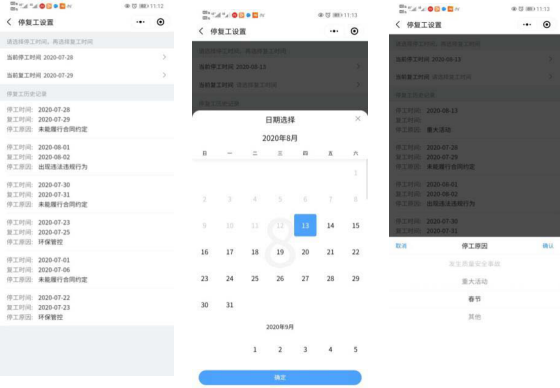 11:12
停复工设置
请选择停工时间，再选择复工时间
当前停工时间 2020-07-28
当前复工时间 2020-07-29
停复工历史记录
停工时间: 2020-07-28
复工时间: 2020-07-29
停工原因: 未能履行合同约定
停工时间: 2020-08-01
复工时间: 2020-08-02
停工原因: 出现违法违规行为
停工时间: 2020-07-30
复工时间: 2020-07-31
停工原因: 未能履行合同约定
停工时间: 2020-07-23
复工时间: 2020-07-25
停工原因: 环保管控
停工时间: 2020-07-01
复工时间: 2020-07-06
停工原因: 未能履行合同约定
停工时间: 2020-07-22
复工时间: 2020-07-23
停工原因: 环保管控
11:13
停复工设置
请选择停工时间，再选择复工时间
当前停工时间 2020-08-13
当前复工时间 请选择复工时间
停复工历史记录
日期选择
2020年8月
日 一 二 三 四 五 六
8
1
2 3 4 5 6 7 8
9 10 11 12 13 14 15
16 17 18 19 20 21 22
23 24 25 26 27 28 29
30 31
2020年9月
1 2 3 4 5
确定
11:13
停复工设置
请选择停工时间，再选择复工时间
当前停工时间 2020-08-13
当前复工时间 请选择复工时间
停复工历史记录
停工时间: 2020-08-13
复工时间:
停工原因: 重大活动
停工时间: 2020-07-28
复工时间: 2020-07-29
停工原因: 未能履行合同约定
停工时间: 2020-08-01
复工时间: 2020-08-02
停工原因: 出现违法违规行为
停工时间: 2020-07-30
复工时间: 2020-07-31
取消 停工原因 确认
发生质量安全事故
重大活动
春节
其他